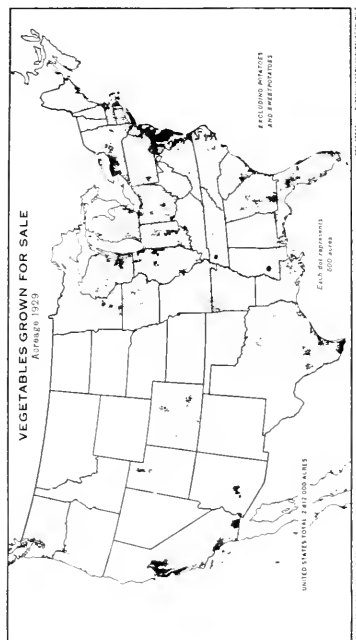 VEGETABLES GROWN FOR SALE
Acreage 1929
EXCLUDING POTATOES
AND SWEETPOTATOES
Each dot represents
500 acres
UNITED STATES TOTAL 2 812 000 ACRES